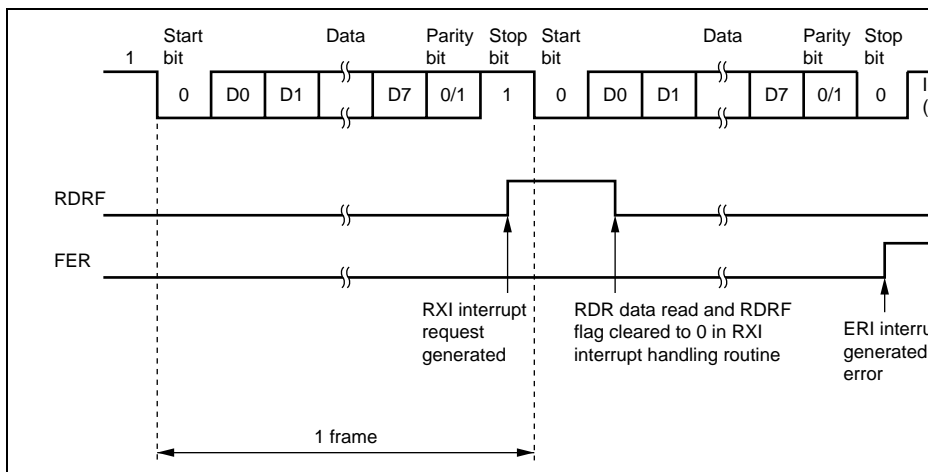 Start bit Data Parity bit Stop bit Start bit Data Parity bit Stop bit
1 0 D0 D1 D7 0/1 1 0 D0 D1 D7 0/1 0
RDRF
FER
RXI interrupt
request
generated
RDR data read and RDRF
flag cleared to 0 in RXI
interrupt handling routine
ERI
generated
error
1 frame